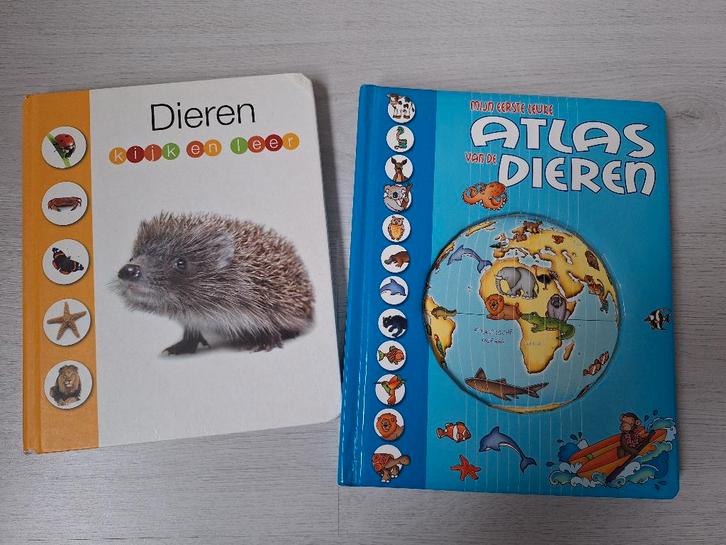 Dieren
kijk en leer
MIJN EERSTE LEUKE
ATLAS
VAN DE
DIEREN